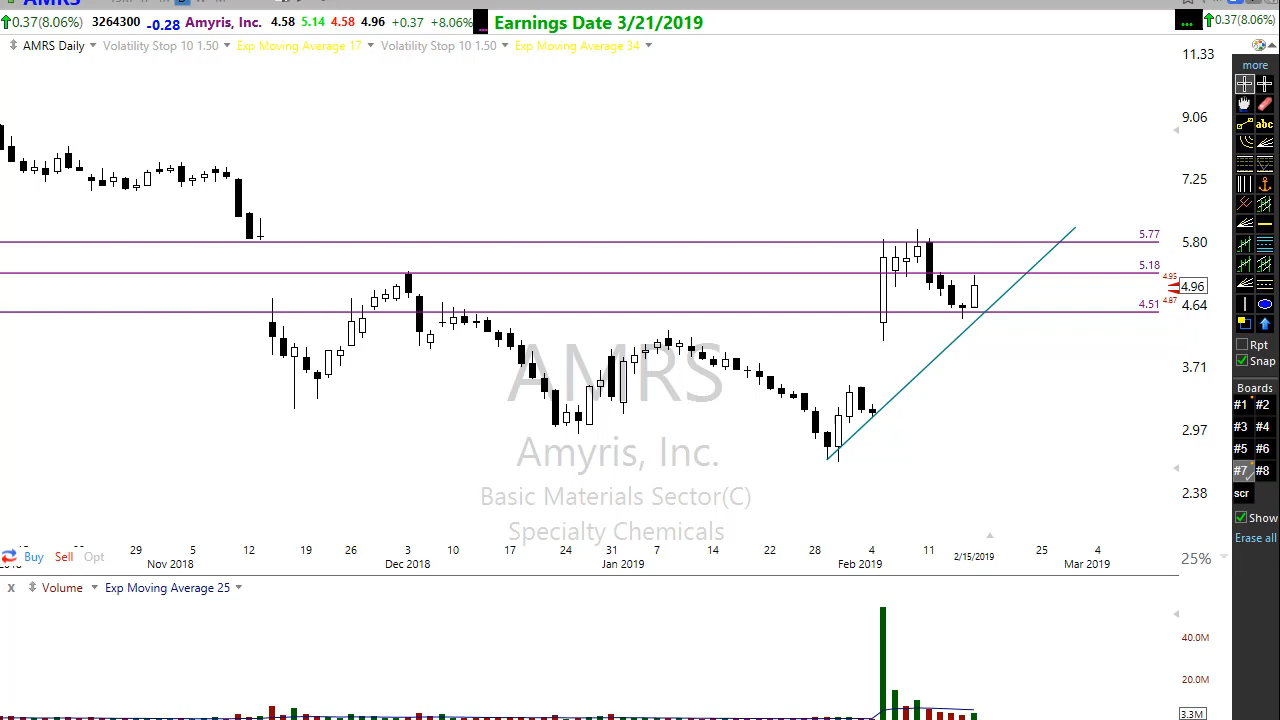 AMRS
0.37(8.06%) 3264300 -0.28 Amyris, Inc. 4.58 5.14 4.58 4.96 +0.37 +8.06% ... Earnings Date 3/21/2019 ... 0.37(8.06%)
AMRS Daily Volatility Stop 10 1.50 Exp Moving Average 17 Volatility Stop 10 1.50 Exp Moving Average 34
11.33
more
9.06
abc
7.25
5.77
5.80
5.18
4.95
4.96
4.87
4.51
4.64
Rpt
Snap
3.71
AMRS
Boards
#1 #2
#3 #4
2.97
Amyris, Inc.
#5 #6
#7 #8
2.38
scr
Basic Materials Sector(C)
Show
Specialty Chemicals
Erase all
29 5 12 19 26 3 10 17 24 31 7 14 22 28 4 11 2/15/2019 25 4
Buy Sell Opt
25%
Nov 2018 Dec 2018 Jan 2019 Feb 2019 Mar 2019
x Volume Exp Moving Average 25
40.0M
20.0M
3.3M